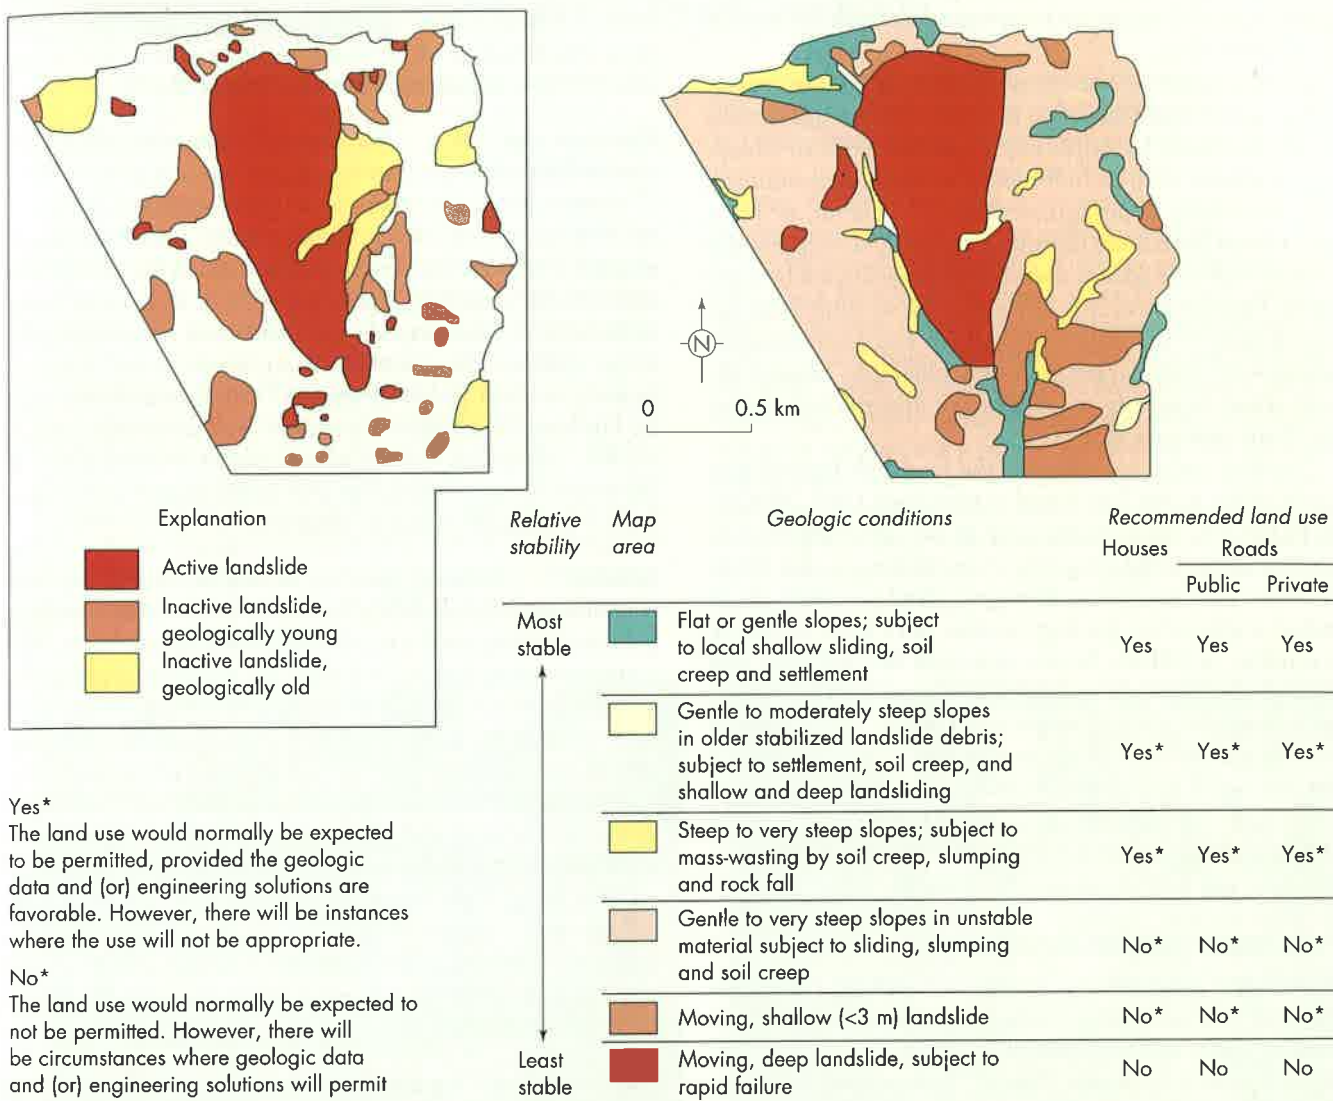 N
0
0.5 km
Explanation
Active landslide
Inactive landslide,
geologically young
Inactive landslide,
geologically old
Yes*
The land use would normally be expected
to be permitted, provided the geologic
data and (or) engineering solutions are
favorable. However, there will be instances
where the use will not be appropriate.
No*
The land use would normally be expected to
not be permitted. However, there will
be circumstances where geologic data
and (or) engineering solutions will permit
Relative
stability
Map
area
Geologic conditions
Recommended land use
Houses
Roads
Public
Private
Most
stable
Flat or gentle slopes; subject
to local shallow sliding, soil
creep and settlement
Yes
Yes
Yes
Gentle to moderately steep slopes
in older stabilized landslide debris;
subject to settlement, soil creep, and
shallow and deep landsliding
Yes*
Yes*
Yes*
Steep to very steep slopes; subject to
mass-wasting by soil creep, slumping
and rock fall
Yes*
Yes*
Yes*
Gentle to very steep slopes in unstable
material subject to sliding, slumping
and soil creep
No*
No*
No*
Moving, shallow (<3 m) landslide
No*
No*
No*
Least
stable
Moving, deep landslide, subject to
rapid failure
No
No
No